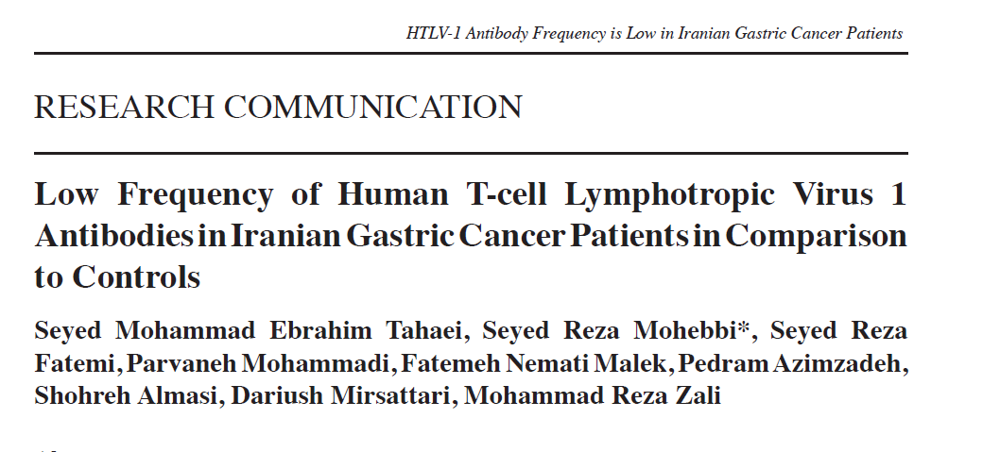 HTLV-1 Antibody Frequency is Low in Iranian Gastric Cancer Patients
RESEARCH COMMUNICATION
Low Frequency of Human T-cell Lymphotropic Virus 1
Antibodies in Iranian Gastric Cancer Patients in Comparison
to Controls
Seyed Mohammad Ebrahim Tahaei, Seyed Reza Mohebbi*, Seyed Reza
Fatemi, Parvaneh Mohammadi, Fatemeh Nemati Malek, Pedram Azimzadeh,
Shohreh Almasi, Dariush Mirsattari, Mohammad Reza Zali